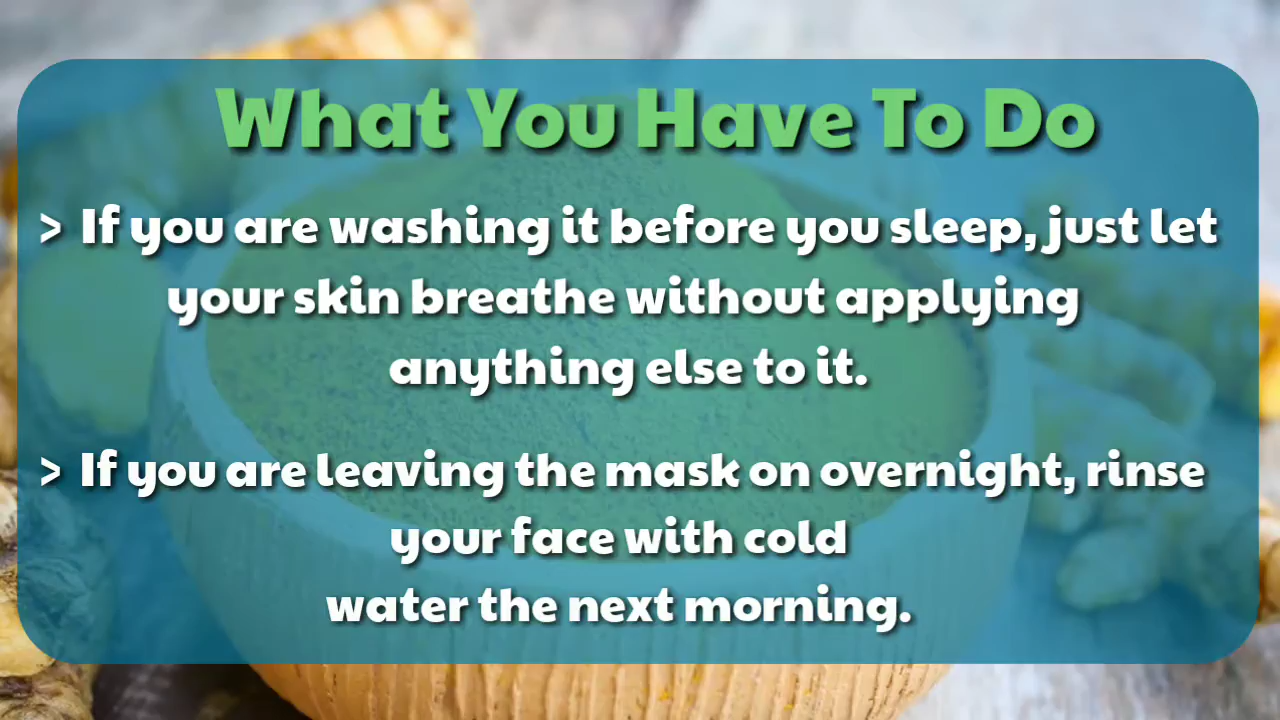 What You Have To Do
> If you are washing it before you sleep, just let
your skin breathe without applying
anything else to it.
> If you are leaving the mask on overnight, rinse
your face with cold
water the next morning.